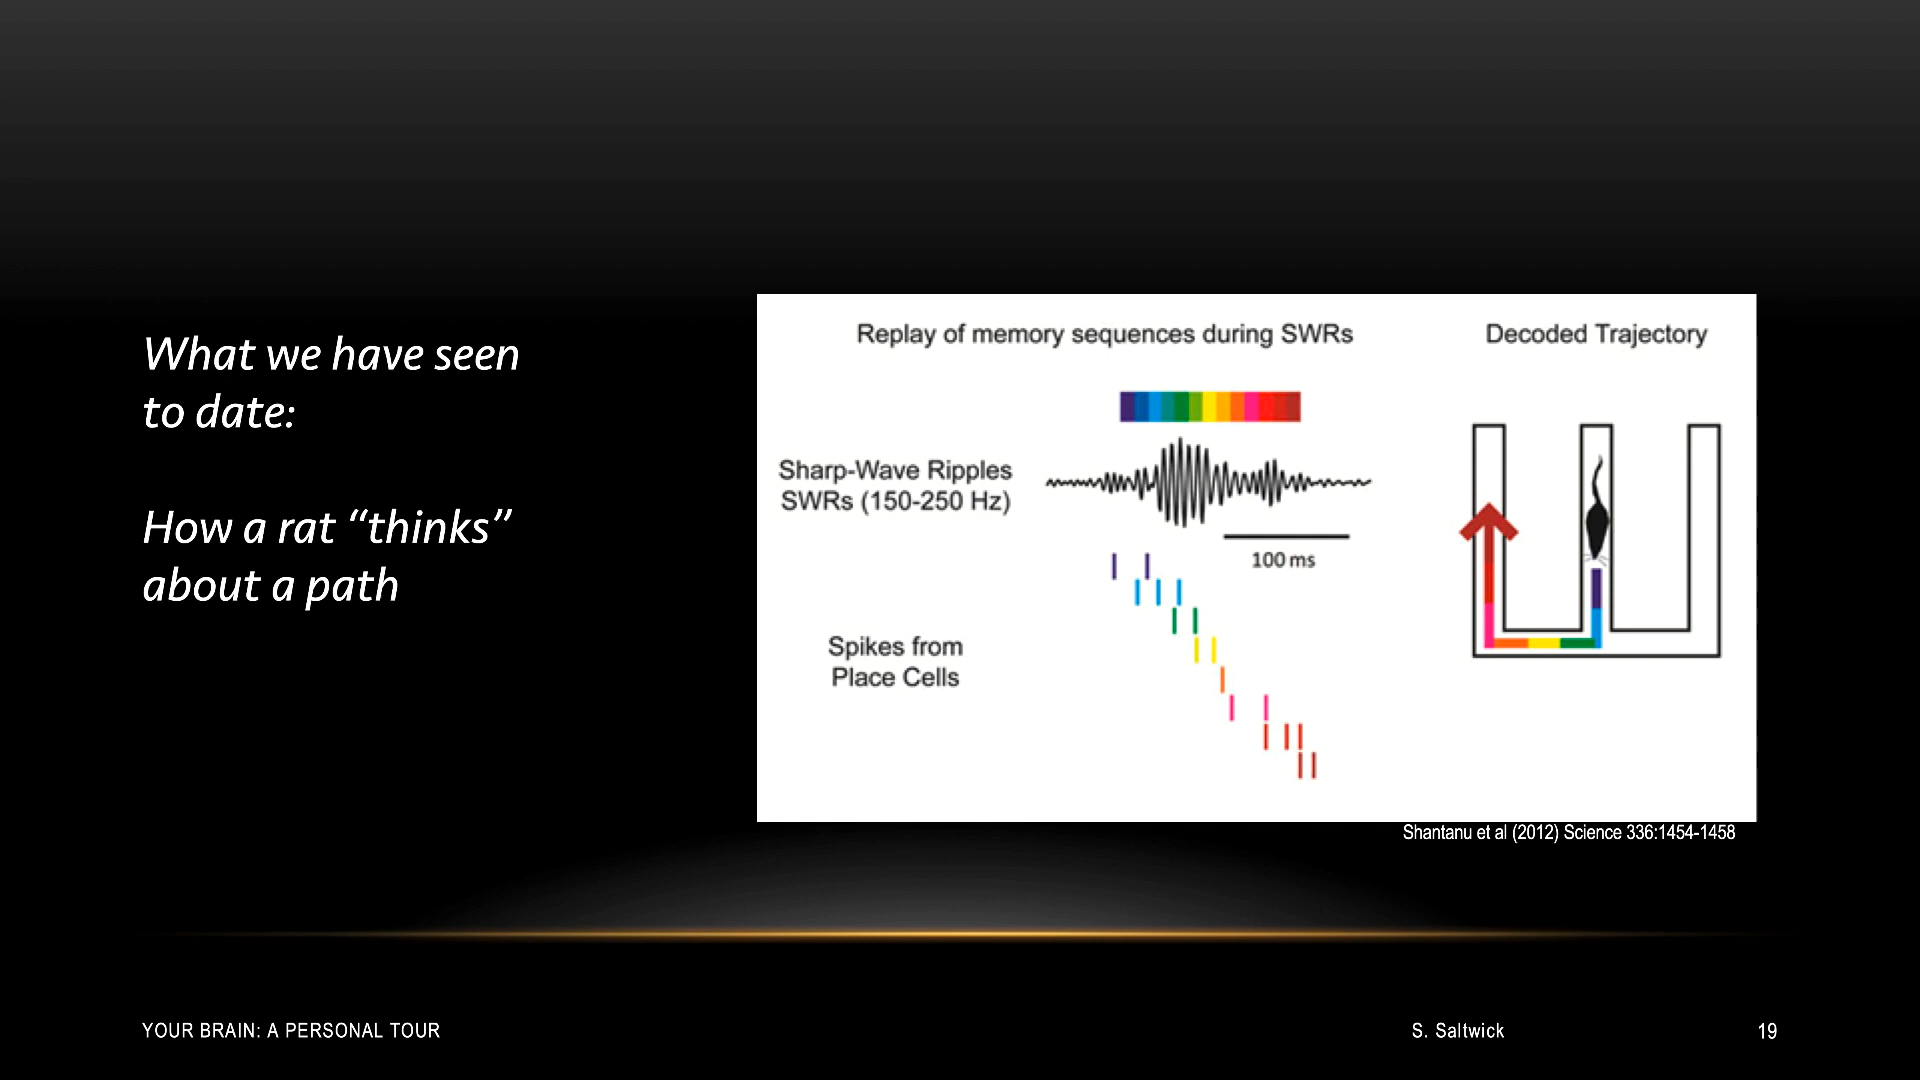 What we have seen
to date:
How a rat “thinks”
about a path
Replay of memory sequences during SWRs
Decoded Trajectory
Sharp-Wave Ripples
SWRs (150-250 Hz)
100 ms
Spikes from
Place Cells
Shantanu et al (2012) Science 336:1454-1458
YOUR BRAIN: A PERSONAL TOUR
S. Saltwick
19